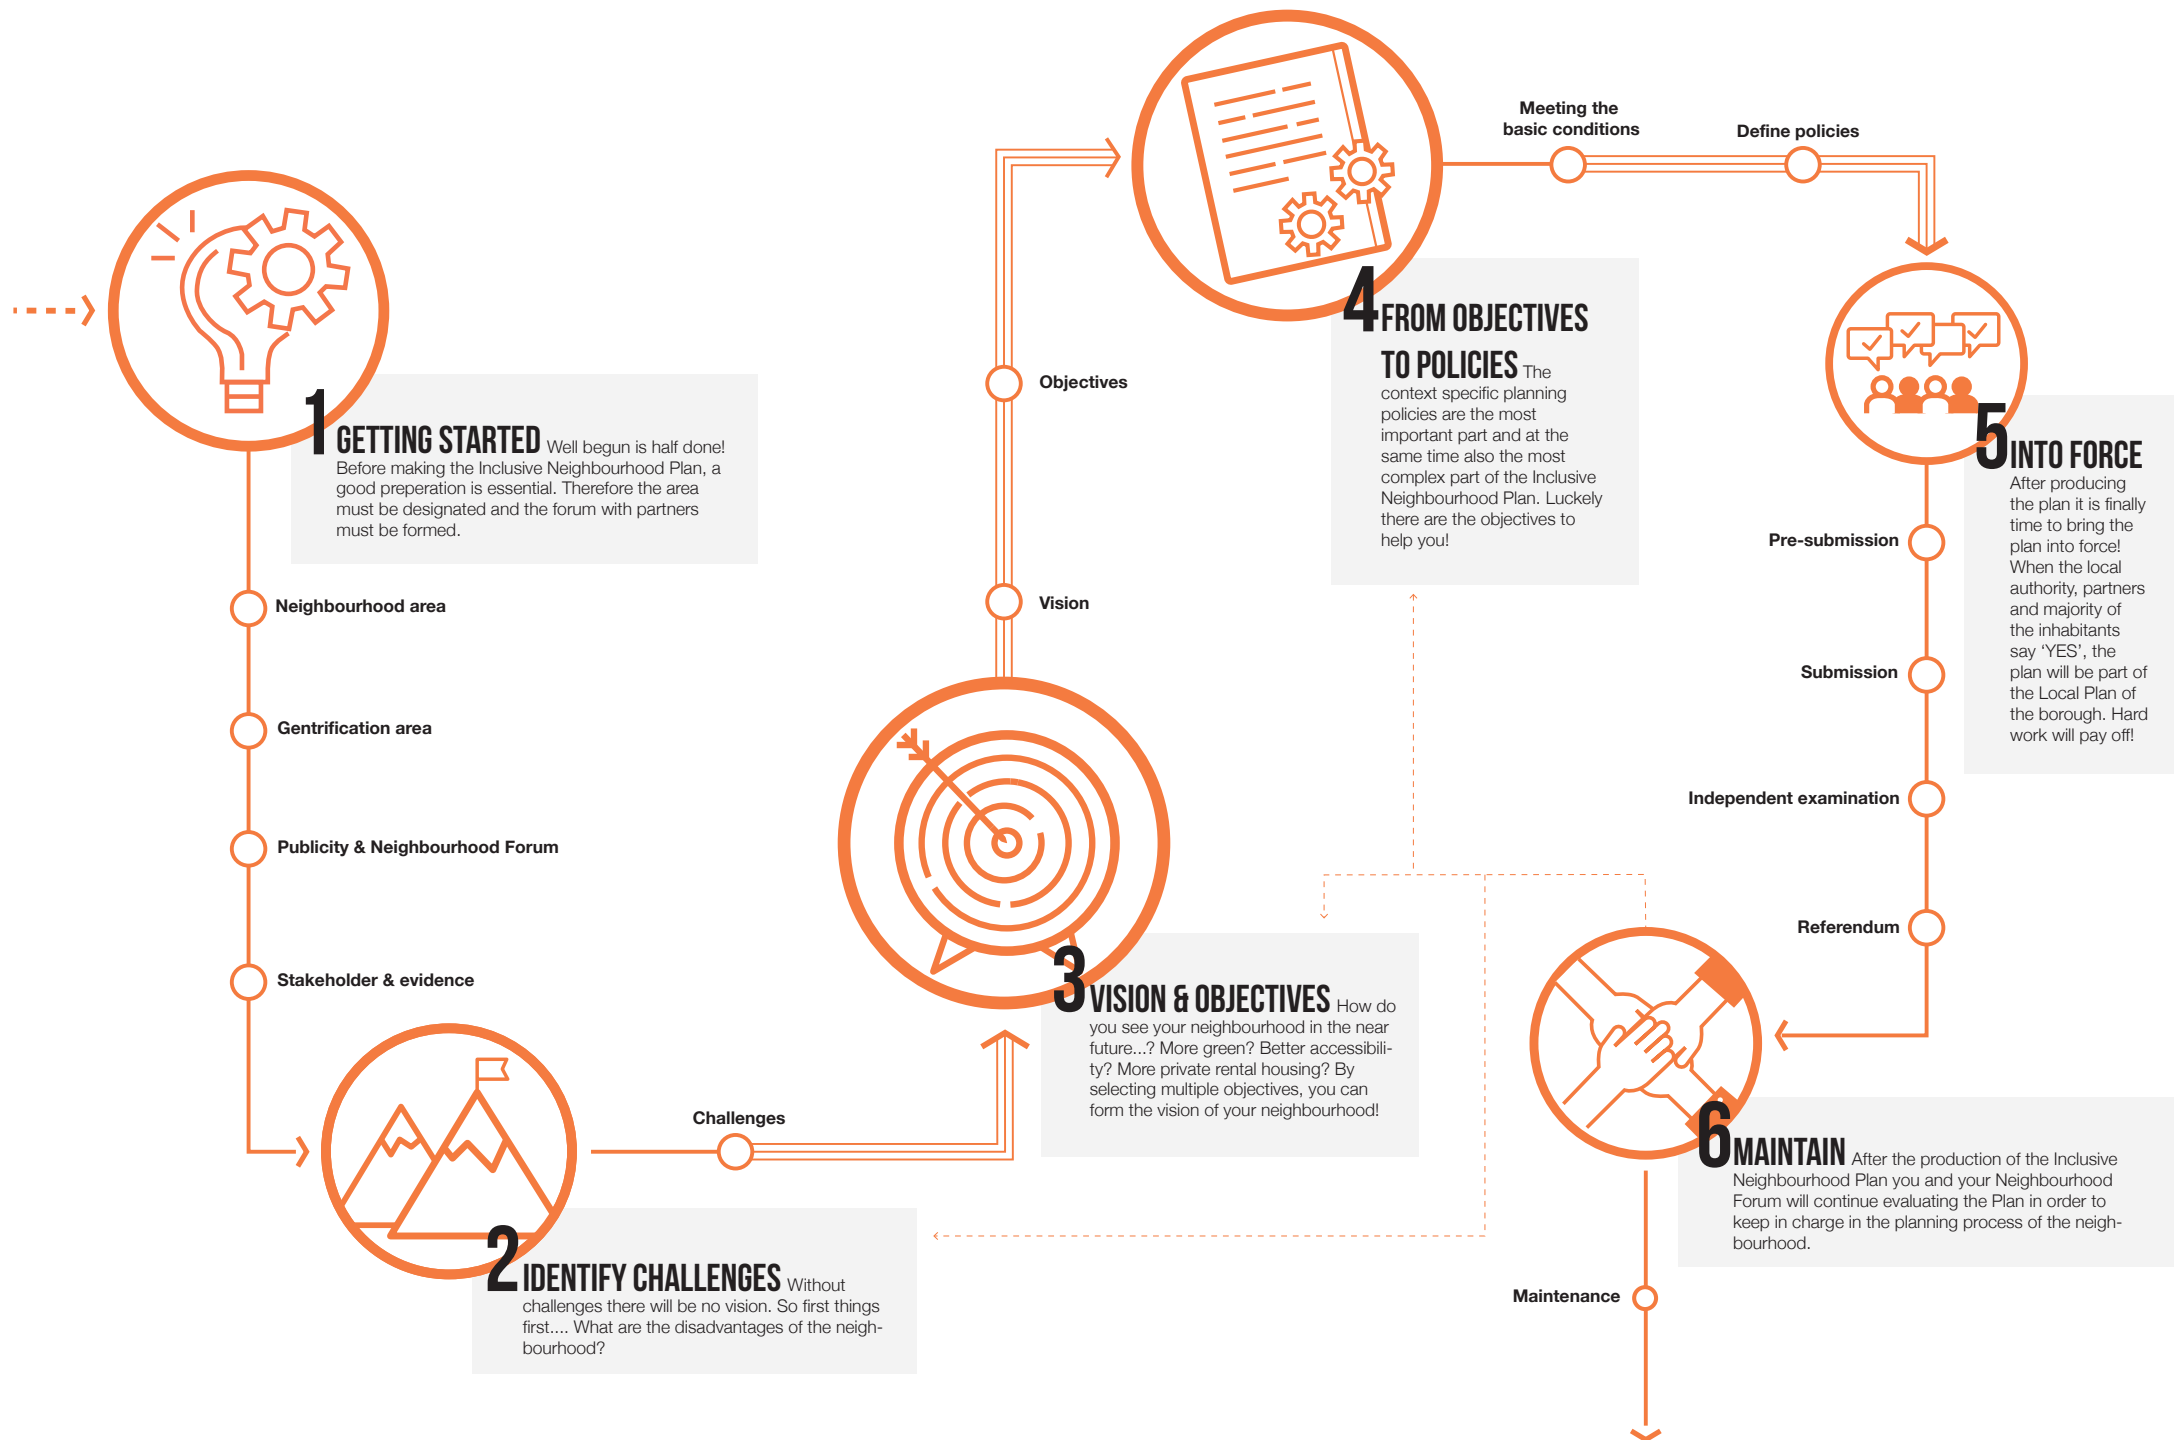 1 GETTING STARTED Well begun is half done!
Before making the Inclusive Neighbourhood Plan, a
good preperation is essential. Therefore the area
must be designated and the forum with partners
must be formed.
Neighbourhood area
Gentrification area
Publicity & Neighbourhood Forum
Stakeholder & evidence
2 IDENTIFY CHALLENGES Without
challenges there will be no vision. So first things
first.... What are the disadvantages of the neigh-
bourhood?
Challenges
3 VISION & OBJECTIVES How do
you see your neighbourhood in the near
future...? More green? Better accessibili-
ty? More private rental housing? By
selecting multiple objectives, you can
form the vision of your neighbourhood!
Vision
Objectives
4 FROM OBJECTIVES
TO POLICIES The
context specific planning
policies are the most
important part and at the
same time also the most
complex part of the Inclusive
Neighbourhood Plan. Luckely
there are the objectives to
help you!
Meeting the
basic conditions
Define policies
5 INTO FORCE
After producing
the plan it is finally
time to bring the
plan into force!
When the local
authority, partners
and majority of
the inhabitants
say ‘YES’, the
plan will be part of
the Local Plan of
the borough. Hard
work will pay off!
Pre-submission
Submission
Independent examination
Referendum
6 MAINTAIN After the production of the Inclusive
Neighbourhood Plan you and your Neighbourhood
Forum will continue evaluating the Plan in order to
keep in charge in the planning process of the neigh-
bourhood.
Maintenance